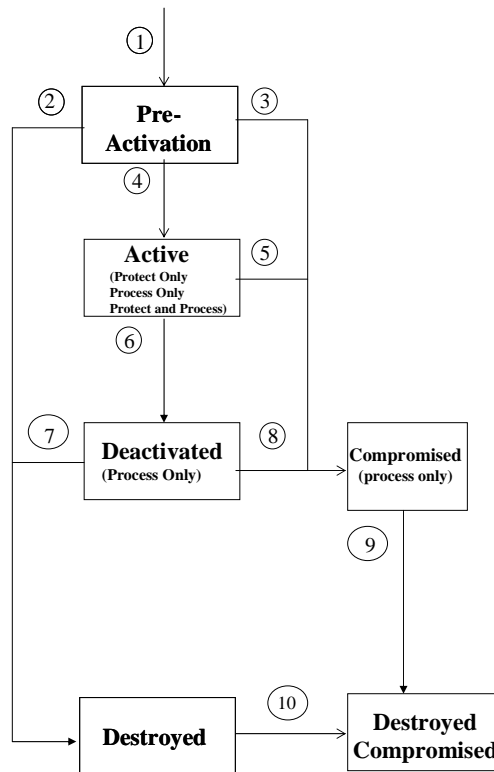 1
2
3
Pre-
Activation
4
Active
(Protect Only
Process Only
Protect and Process)
5
6
7
Deactivated
(Process Only)
8
Compromised
(process only)
9
Destroyed
10
Destroyed
Compromised